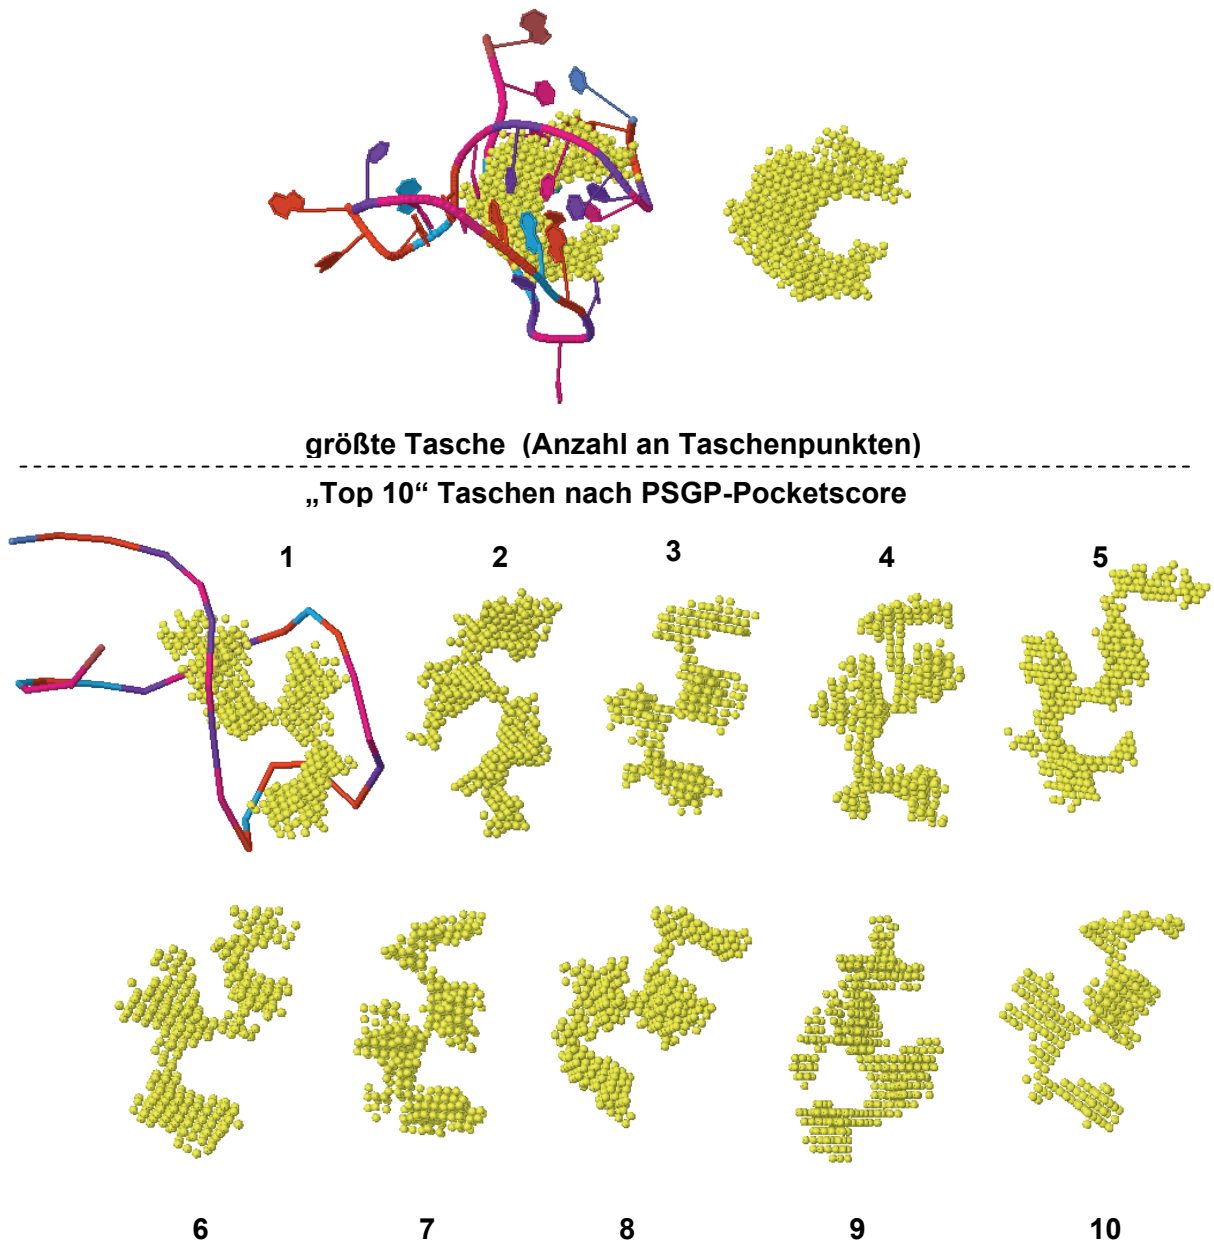 größte Tasche (Anzahl an Taschenpunkten)
„Top 10“ Taschen nach PSGP-Pocketscore
1 2 3 4 5
6 7 8 9 10